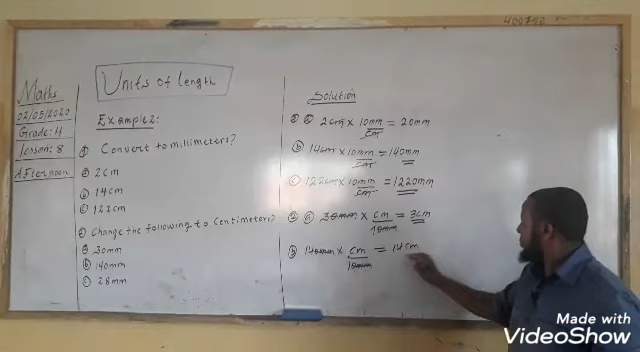 400752
Maths
02/05/2020
Grade: 4
Lesson: 8
Afternoon
Units of length
Example 2:
① Convert to millimeters?
ⓐ 2cm
ⓑ 14cm
ⓒ 122cm
② Change the following to Centimeters?
ⓐ 30mm
ⓑ 140mm
ⓒ 28mm
Solution
① ⓐ 2cm × 10mm/cm = 20mm
ⓑ 14cm × 10mm/cm = 140mm
ⓒ 122cm × 10mm/cm = 1220mm
② ⓐ 30mm × cm/10mm = 3cm
ⓑ 140mm × cm/10mm = 14cm
Made with
VideoShow